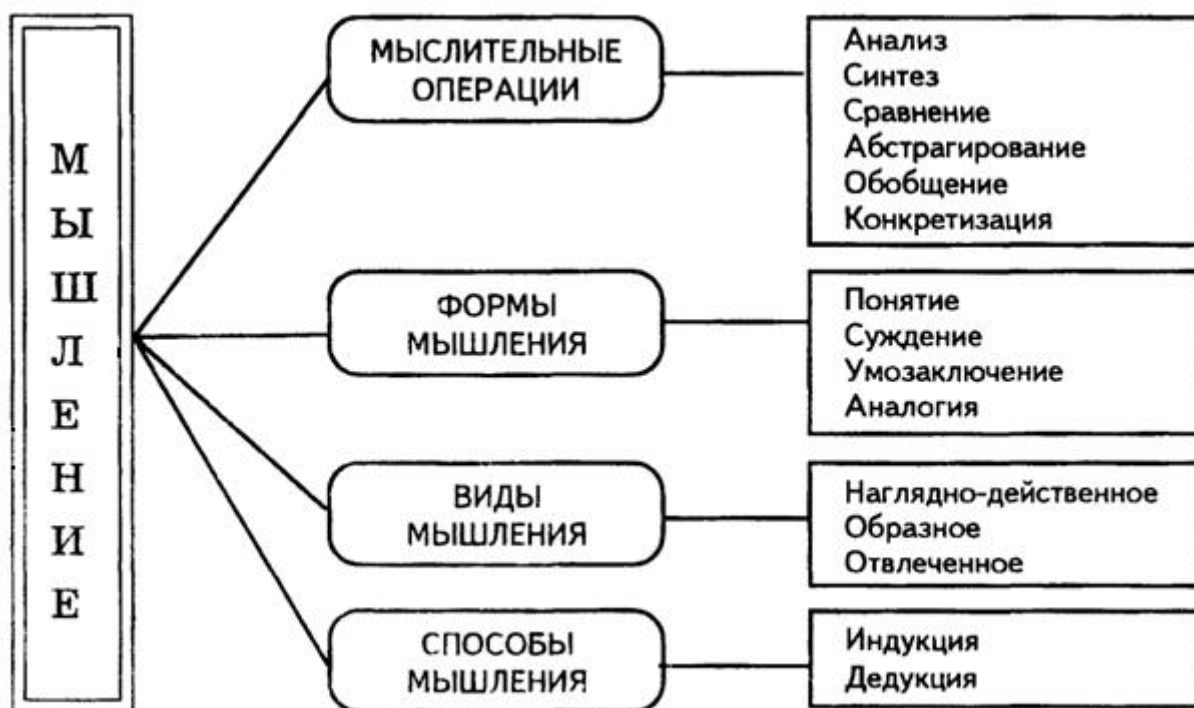 МЫШЛЕНИЕ
МЫСЛИТЕЛЬНЫЕ
ОПЕРАЦИИ
Анализ
Синтез
Сравнение
Абстрагирование
Обобщение
Конкретизация
ФОРМЫ
МЫШЛЕНИЯ
Понятие
Суждение
Умозаключение
Аналогия
ВИДЫ
МЫШЛЕНИЯ
Наглядно-действенное
Образное
Отвлеченное
СПОСОБЫ
МЫШЛЕНИЯ
Индукция
Дедукция